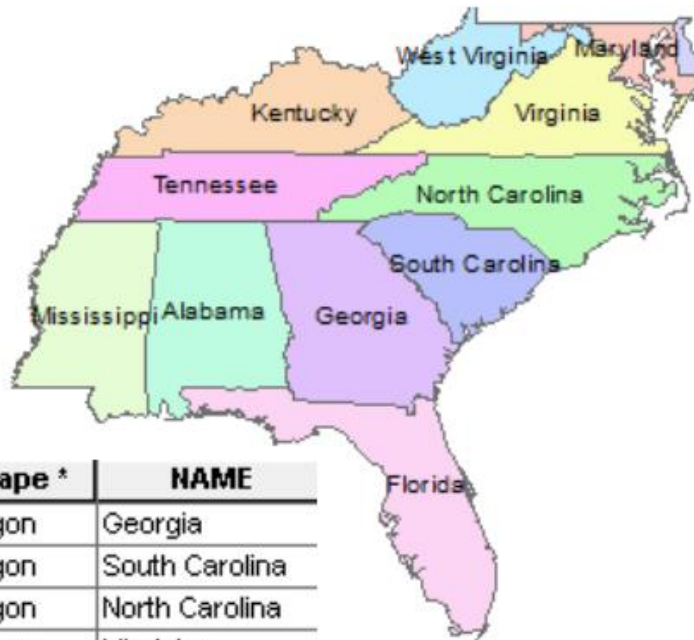 West Virginia
Maryland
Kentucky
Virginia
Tennessee
North Carolina
South Carolina
Mississippi
Alabama
Georgia
Florida
ape * NAME
gon Georgia
gon South Carolina
gon North Carolina